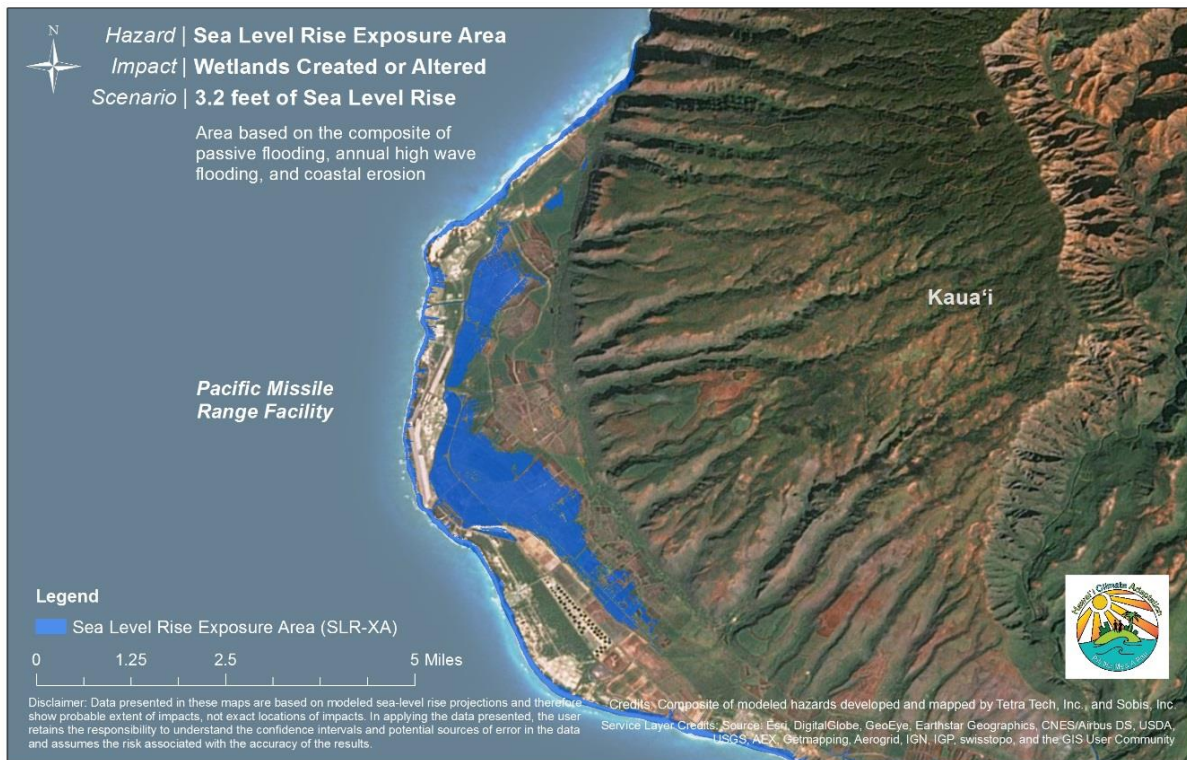 N
Hazard | Sea Level Rise Exposure Area
Impact | Wetlands Created or Altered
Scenario | 3.2 feet of Sea Level Rise
Area based on the composite of
passive flooding, annual high wave
flooding, and coastal erosion
Kauaʻi
Pacific Missile
Range Facility
Legend
Sea Level Rise Exposure Area (SLR-XA)
0 1.25 2.5 5 Miles
Hawaiʻi Climate Adaptation
Disclaimer: Data presented in these maps are based on modeled sea-level rise projections and therefore
show probable extent of impacts, not exact locations of impacts. In applying the data presented, the user
retains the responsibility to understand the confidence intervals and potential sources of error in the data
and assumes the risk associated with the accuracy of the results.
Credits: Composite of modeled hazards developed and mapped by Tetra Tech, Inc., and Sobis, Inc.
Service Layer Credits: Source: Esri, DigitalGlobe, GeoEye, Earthstar Geographics, CNES/Airbus DS, USDA,
USGS, AEX, Getmapping, Aerogrid, IGN, IGP, swisstopo, and the GIS User Community